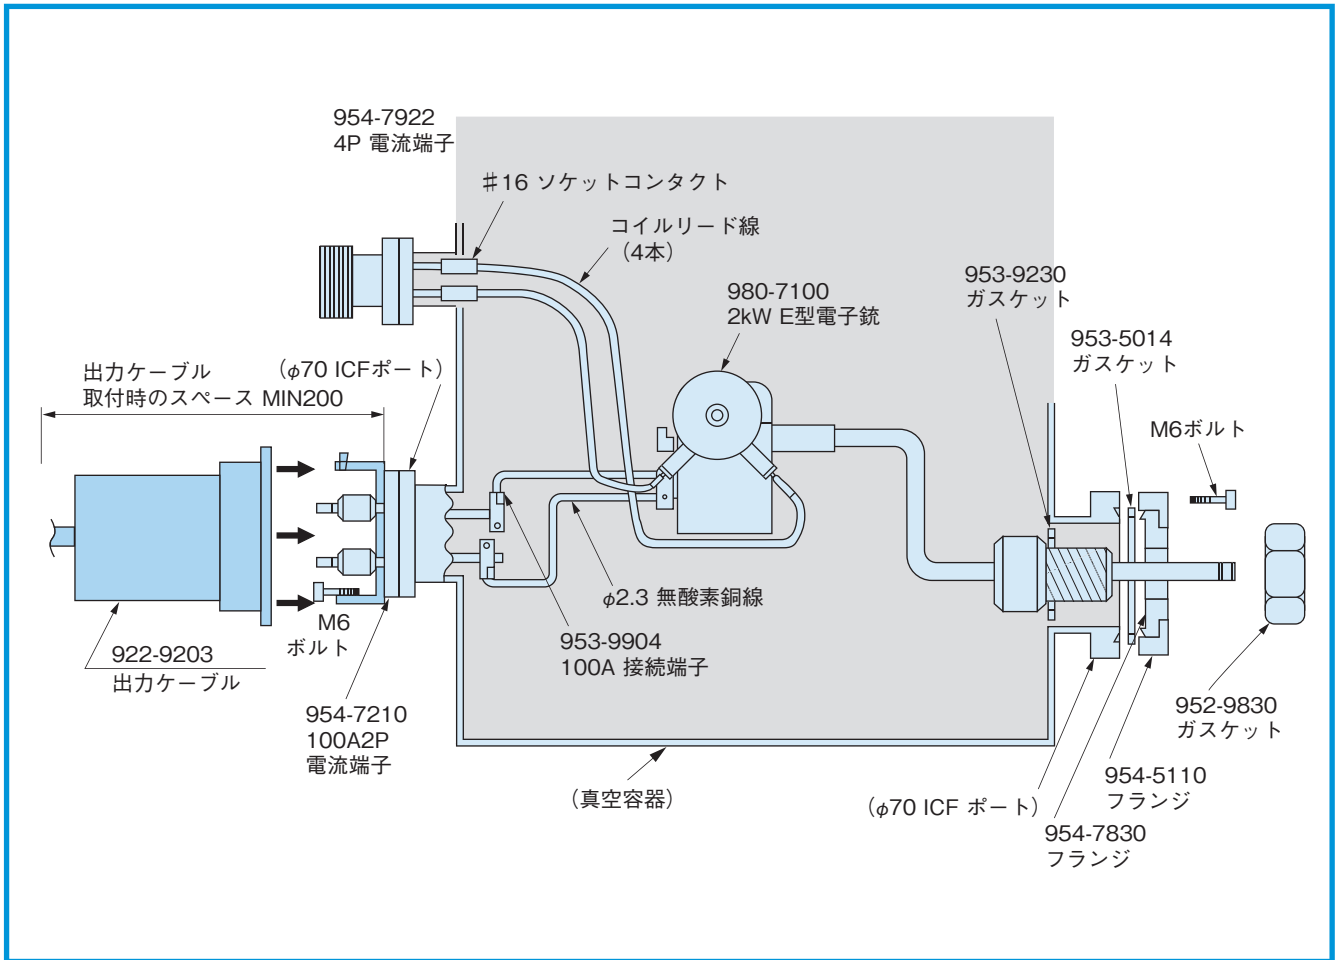 954-7922
4P 電流端子
♯16 ソケットコンタクト
コイルリード線
（4本）
980-7100
2kW E型電子銃
953-9230
ガスケット
953-5014
ガスケット
M6ボルト
出力ケーブル
取付時のスペース MIN200
（φ70 ICFポート）
φ2.3 無酸素銅線
M6
ボルト
953-9904
100A 接続端子
922-9203
出力ケーブル
954-7210
100A2P
電流端子
952-9830
ガスケット
（真空容器）
（φ70 ICF ポート）
954-5110
フランジ
954-7830
フランジ